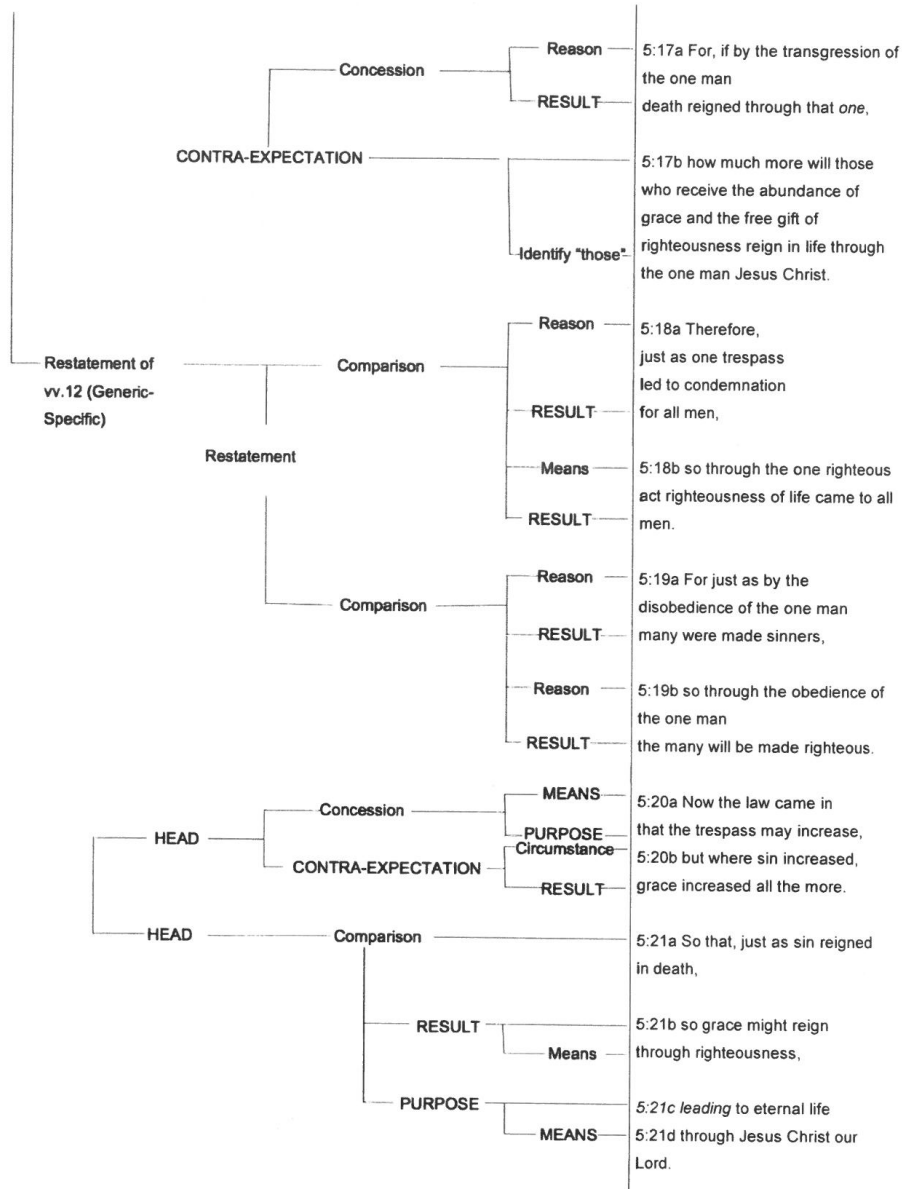 Reason
5:17a For, if by the transgression of
Concession
the one man
RESULT
death reigned through that one,
CONTRA-EXPECTATION
5:17b how much more will those
who receive the abundance of
grace and the free gift of
Identify "those"
righteousness reign in life through
the one man Jesus Christ.
Reason
5:18a Therefore,
just as one trespass
Restatement of
Comparison
led to condemnation
vv.12 (Generic-
RESULT
for all men,
Specific)
Restatement
Means
5:18b so through the one righteous
act righteousness of life came to all
RESULT
men.
Reason
5:19a For just as by the
Comparison
disobedience of the one man
RESULT
many were made sinners,
Reason
5:19b so through the obedience of
the one man
RESULT
the many will be made righteous.
MEANS
5:20a Now the law came in
Concession
PURPOSE
that the trespass may increase,
HEAD
Circumstance
5:20b but where sin increased,
CONTRA-EXPECTATION
RESULT
grace increased all the more.
HEAD
Comparison
5:21a So that, just as sin reigned
in death,
RESULT
5:21b so grace might reign
Means
through righteousness,
PURPOSE
5:21c leading to eternal life
MEANS
5:21d through Jesus Christ our
Lord.